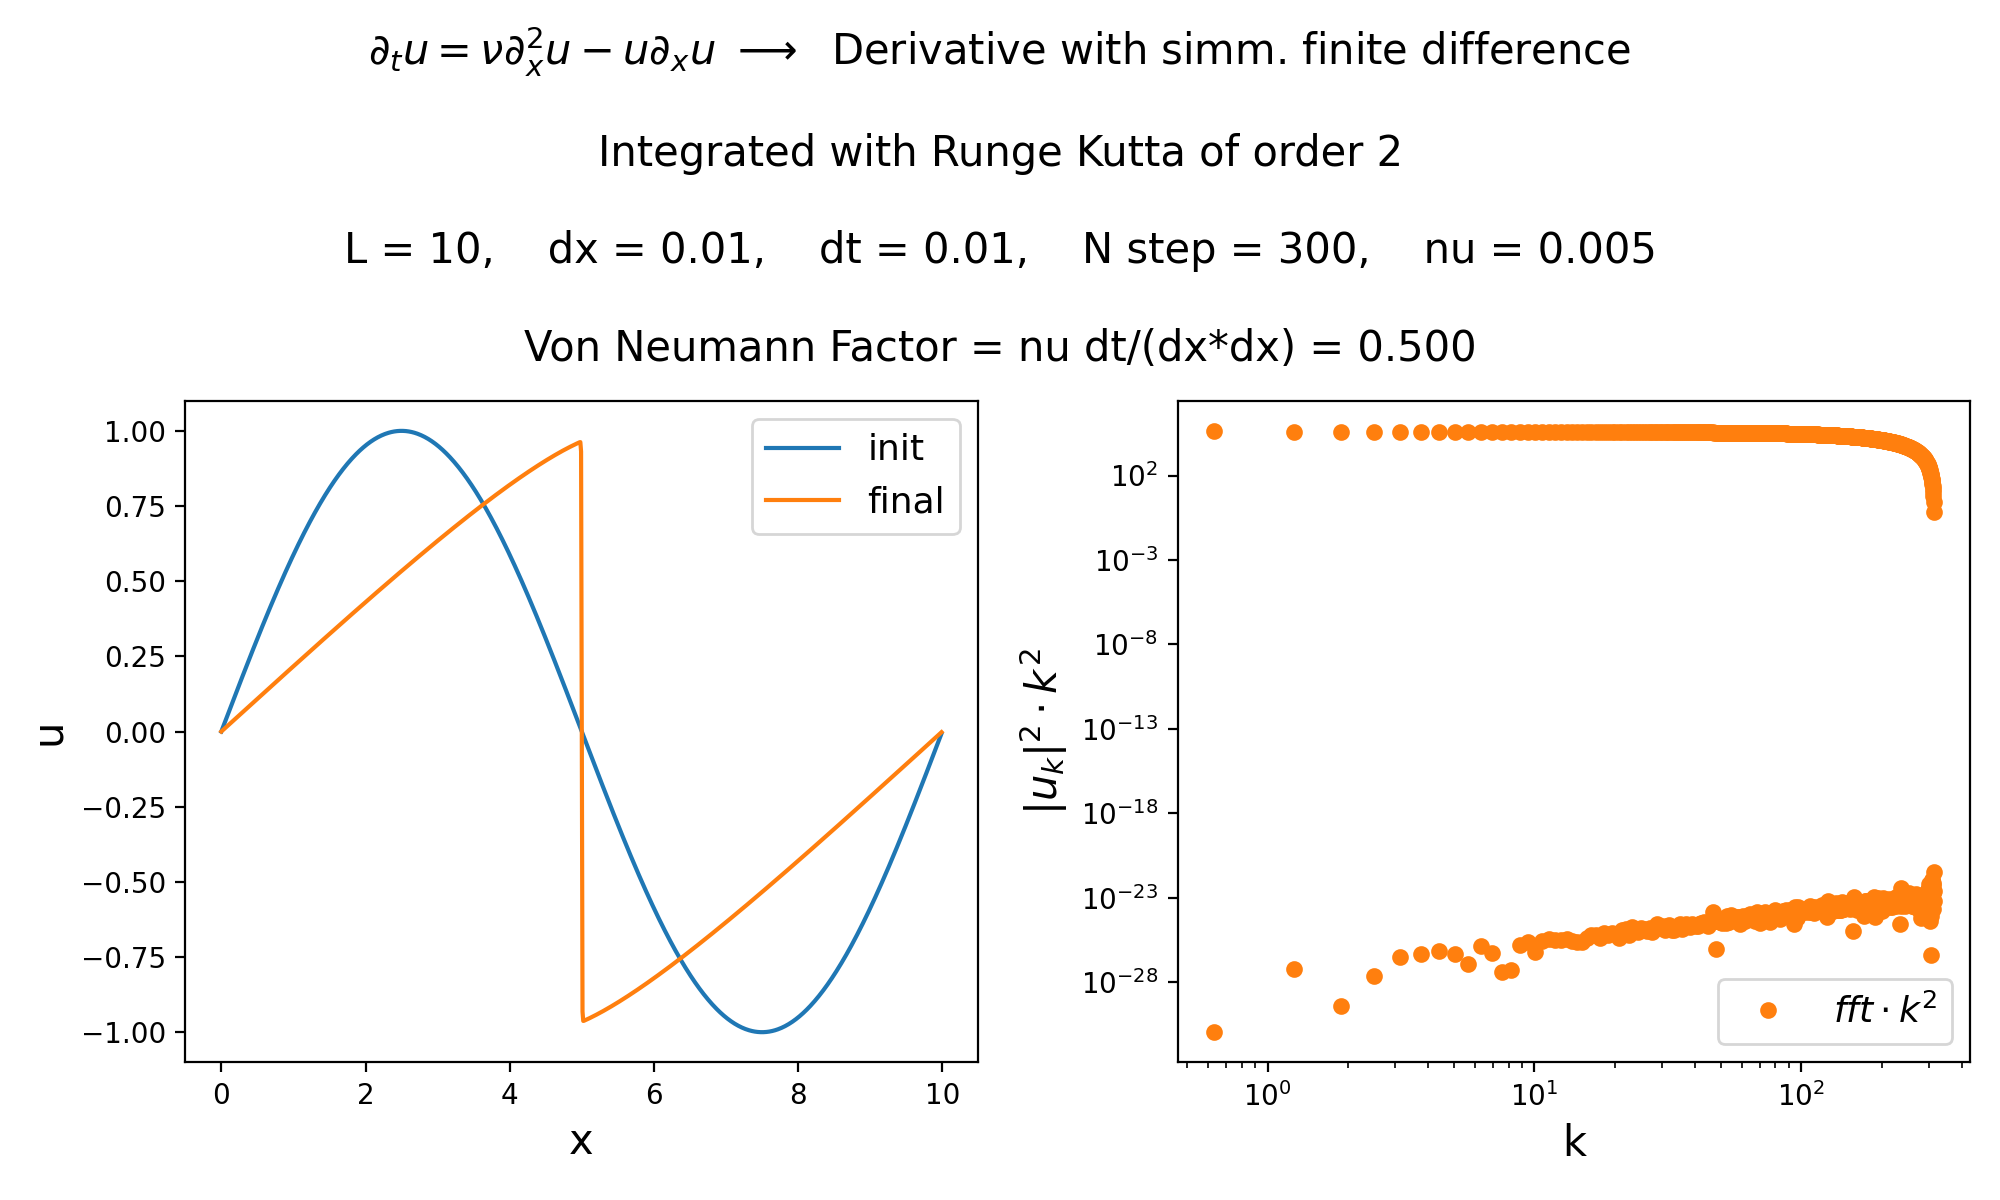 ∂ₜu = ν∂ₓ²u − u∂ₓu ⟶ Derivative with simm. finite difference
Integrated with Runge Kutta of order 2
L = 10, dx = 0.01, dt = 0.01, N step = 300, nu = 0.005
Von Neumann Factor = nu dt/(dx*dx) = 0.500
init
final
1.00
0.75
0.50
0.25
0.00
−0.25
−0.50
−0.75
−1.00
u
0
2
4
6
8
10
x
10²
10⁻³
10⁻⁸
10⁻¹³
10⁻¹⁸
10⁻²³
10⁻²⁸
|uₖ|² · k²
fft · k²
10⁰
10¹
10²
k